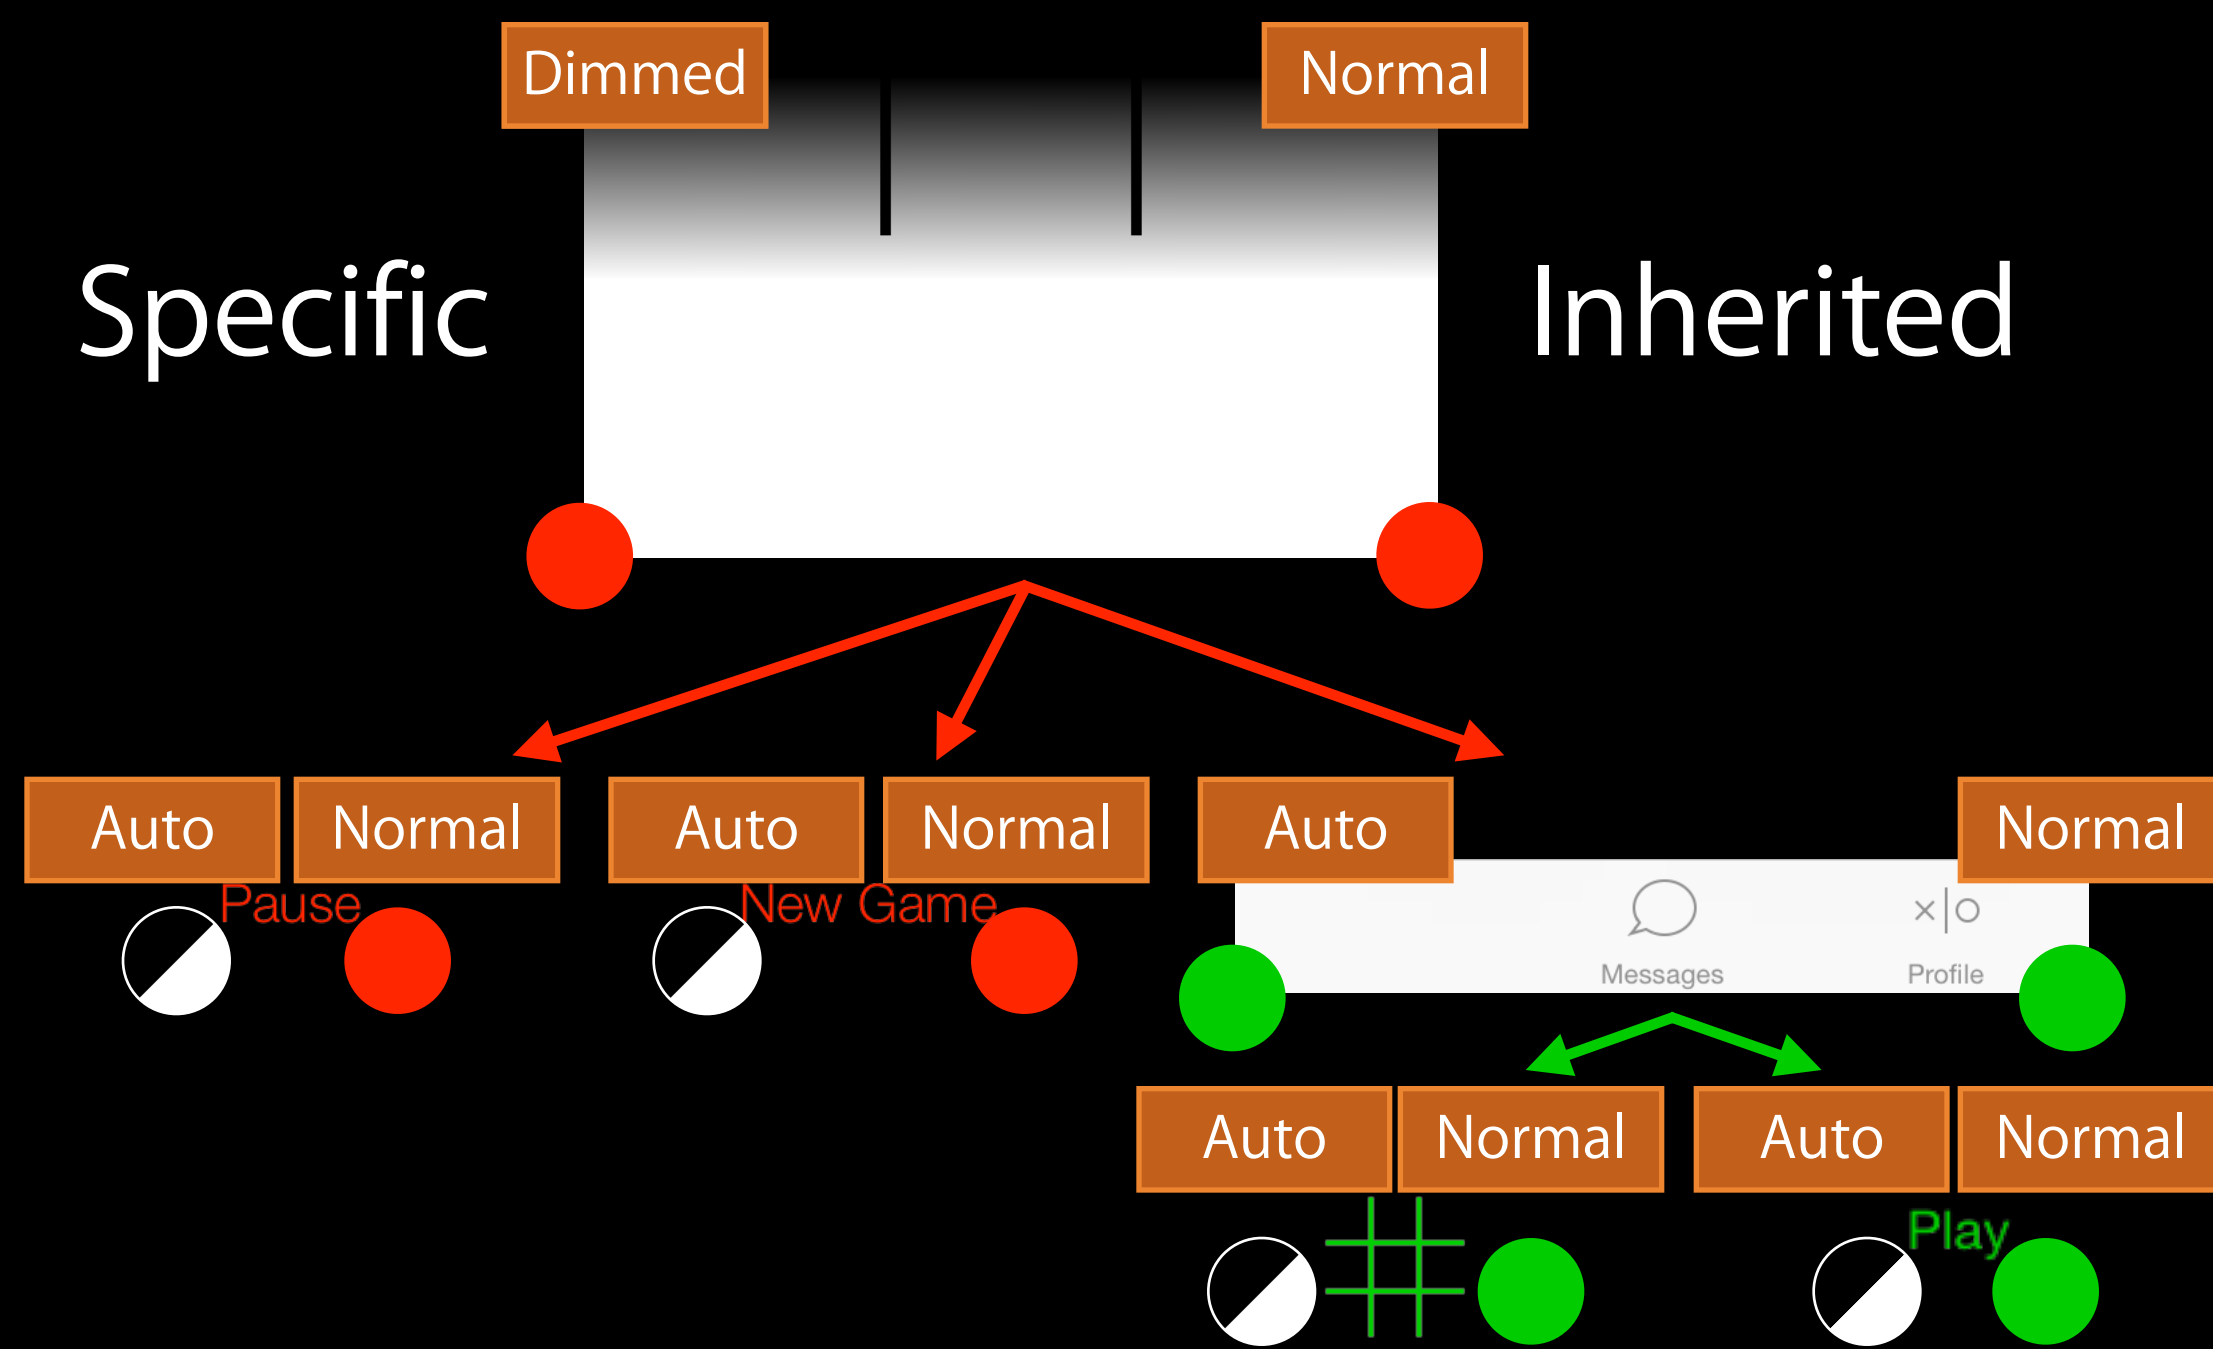 Dimmed
Normal
Specific
Inherited
Auto
Normal
Auto
Normal
Auto
Normal
Pause
New Game
Messages
Profile
Auto
Normal
Auto
Normal
Play